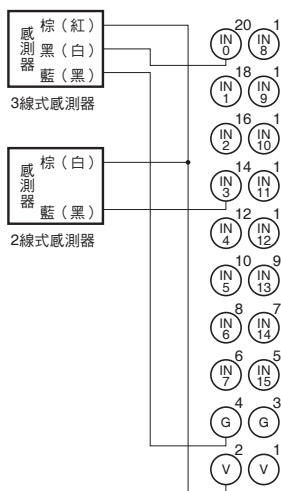 感測器
棕（紅）
黑（白）
藍（黑）
3線式感測器
感測器
棕（白）
藍（黑）
2線式感測器
20 1
IN 0 IN 8
18 1
IN 1 IN 9
16 1
IN 2 IN 10
14 1
IN 3 IN 11
12 1
IN 4 IN 12
10 9
IN 5 IN 13
8 7
IN 6 IN 14
6 5
IN 7 IN 15
4 3
G G
2 1
V V